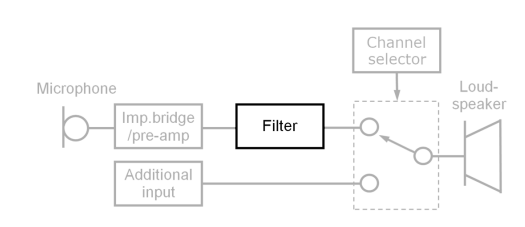 Channel
selector
Microphone
Loud-
speaker
Imp.bridge
/pre-amp
Filter
Additional
input